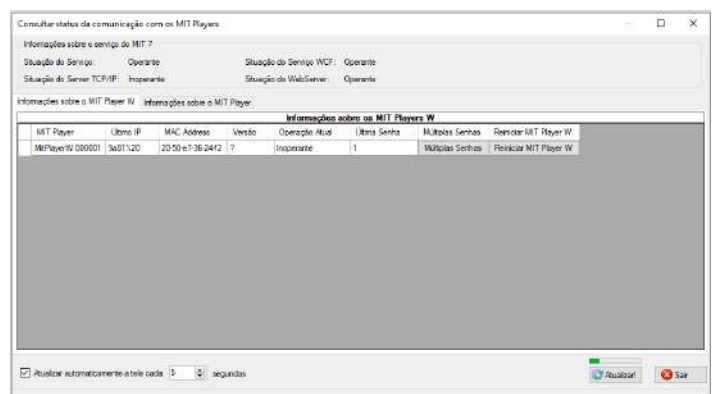 Consultar status da comunicação com os MIT Players
Informações sobre o serviço do MIT 7
Situação do Serviço: Operante Situação do Serviço WCF: Operante
Situação do Server TCP/IP: Inoperante Situação do WebServer: Operante
Informações sobre o MIT Player W Informações sobre o MIT Player
Informações sobre os MIT Players W
MIT Player Último IP MAC Address Versão Operação Atual Última Senha Múltiplas Senhas Reiniciar MIT Player W
MitPlayerW 000001 20-50-e7-36-2442 ? Inoperante 1 Múltiplas Senhas Reiniciar MIT Player W
Atualizar automaticamente a tela cada 5 segundos
Atualizar! Sair